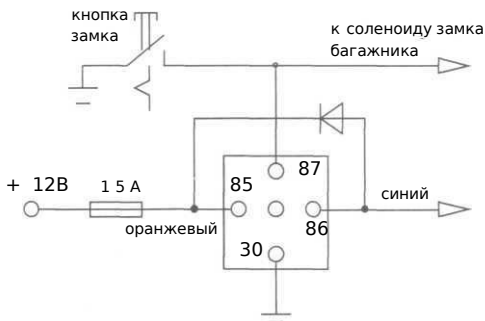 кнопка
замка
к соленоиду замка
багажника
87
+ 12В
1 5 А
85
синий
оранжевый
86
30